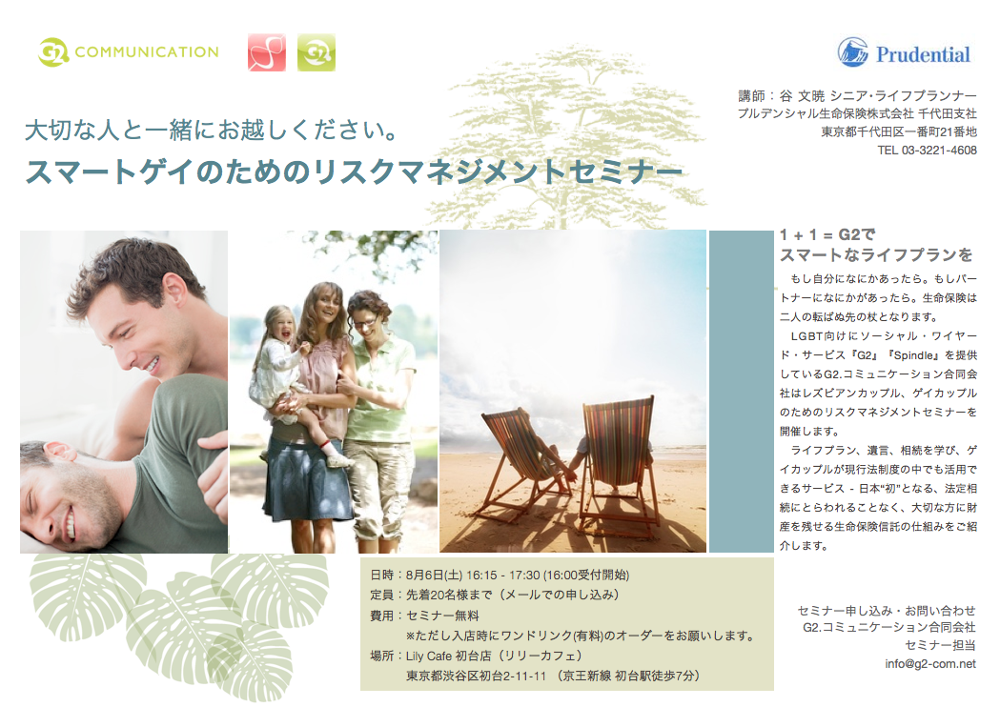 G2 COMMUNICATION
G2
Prudential
講師：谷 文暁 シニア・ライフプランナー
プルデンシャル生命保険株式会社 千代田支社
東京都千代田区一番町21番地
TEL 03-3221-4608
大切な人と一緒にお越しください。
スマートゲイのためのリスクマネジメントセミナー
1 + 1 = G2で
スマートなライフプランを
もし自分になにかあったら。もしパー
トナーになにかがあったら。生命保険は
二人の転ばぬ先の杖となります。
LGBT向けにソーシャル・ワイヤー
ド・サービス『G2』『Spindle』を提供
しているG2.コミュニケーション合同会
社はレズビアンカップル、ゲイカップル
のためのリスクマネジメントセミナーを
開催します。
ライフプラン、遺言、相続を学び、ゲ
イカップルが現行法制度の中でも活用で
きるサービス - 日本“初”となる、法定相
続にとらわれることなく、大切な方に財
産を残せる生命保険信託の仕組みをご紹
介します。
日時：8月6日(土) 16:15 - 17:30 (16:00受付開始)
定員：先着20名様まで（メールでの申し込み）
費用：セミナー無料
※ただし入店時にワンドリンク(有料)のオーダーをお願いします。
場所：Lily Cafe 初台店（リリーカフェ）
東京都渋谷区初台2-11-11 （京王新線 初台駅徒歩7分）
セミナー申し込み・お問い合わせ
G2.コミュニケーション合同会社
セミナー担当
info@g2-com.net